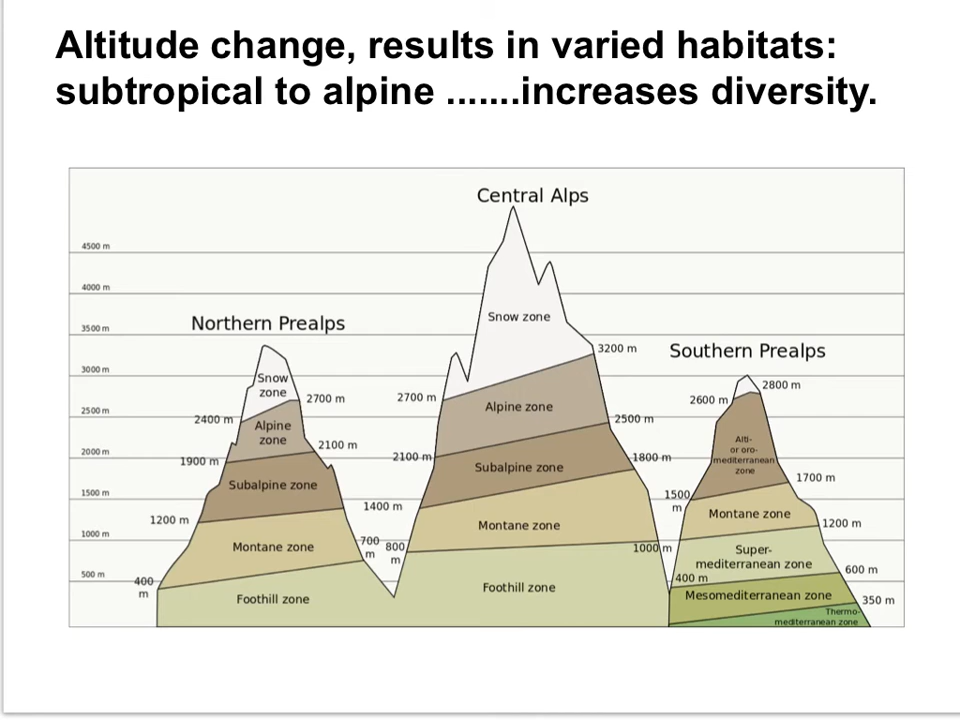 Altitude change, results in varied habitats:
subtropical to alpine .......increases diversity.
Central Alps
4500 m
4000 m
3500 m
3000 m
2500 m
2000 m
1500 m
1000 m
500 m
Northern Prealps
Snow
zone
2400 m
2700 m
Alpine
zone
1900 m
2100 m
Subalpine zone
1200 m
Montane zone
700
m
400
m
Foothill zone
Snow zone
3200 m
2700 m
Alpine zone
2500 m
2100 m
Subalpine zone
1800 m
1400 m
Montane zone
800
m
1000 m
Foothill zone
Southern Prealps
2800 m
2600 m
Alti-
or oro-
mediterranean
zone
1700 m
1500
m
Montane zone
1200 m
Super-
mediterranean zone
600 m
400 m
Mesomediterranean zone
350 m
Thermo-
mediterranean zone